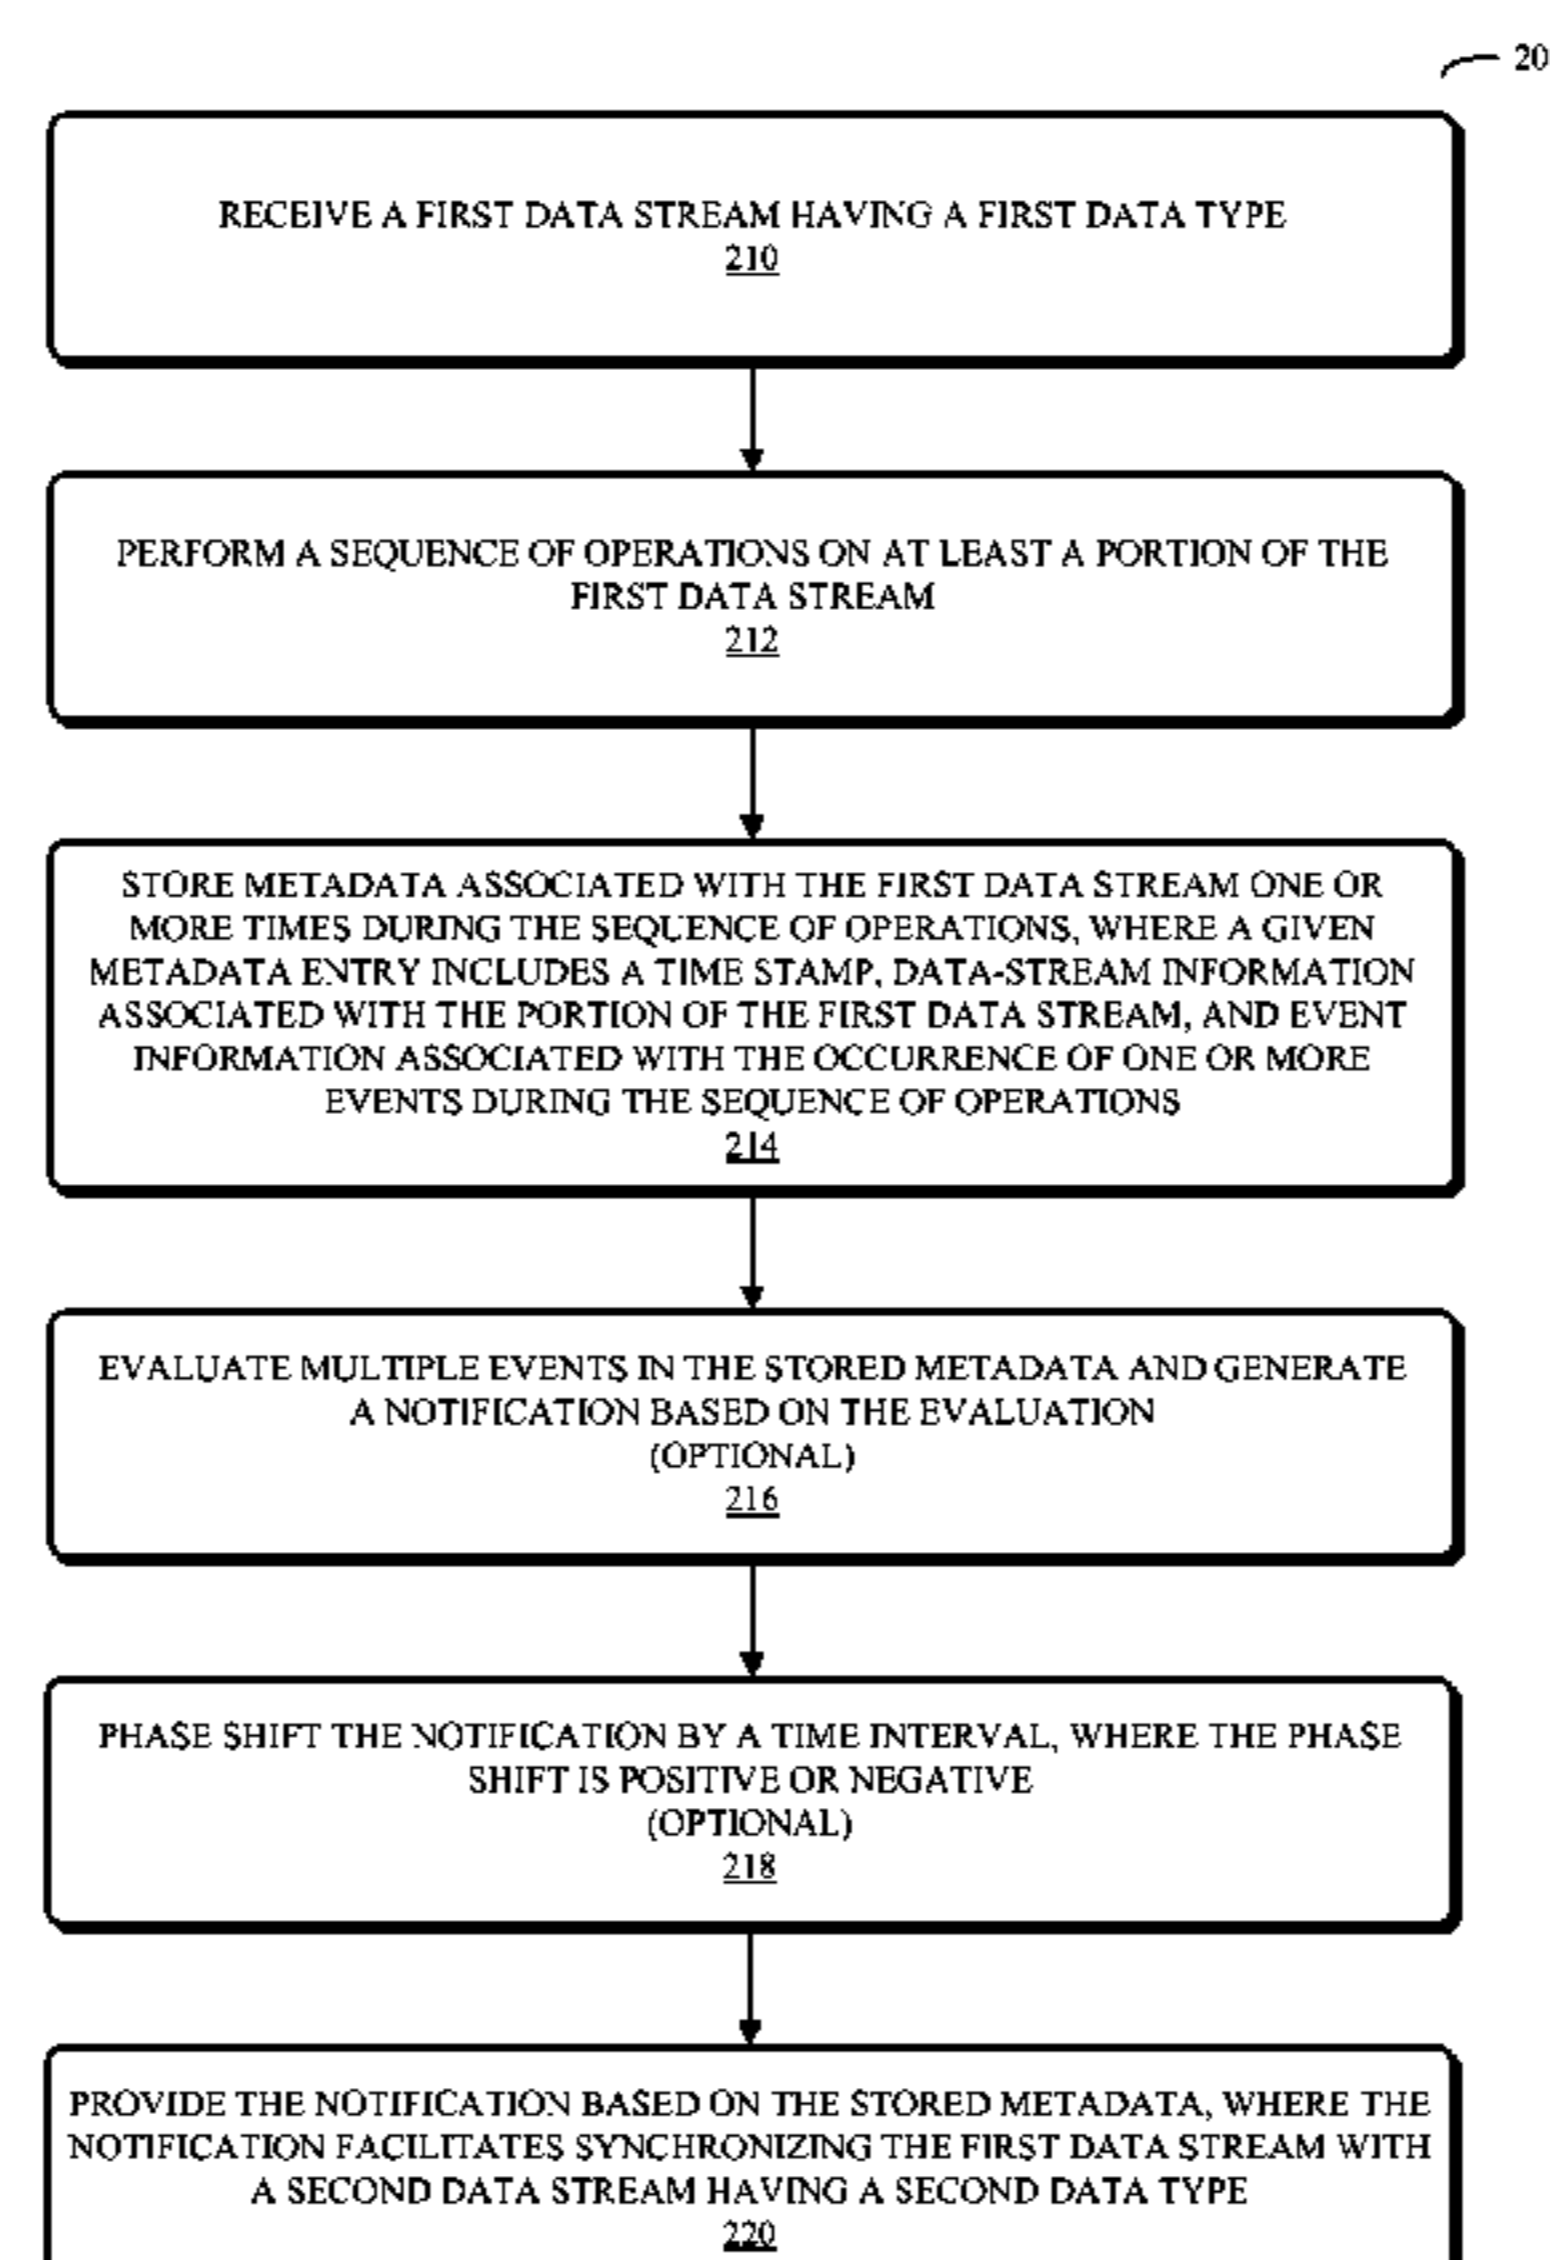 20
RECEIVE A FIRST DATA STREAM HAVING A FIRST DATA TYPE
210
PERFORM A SEQUENCE OF OPERATIONS ON AT LEAST A PORTION OF THE
FIRST DATA STREAM
212
STORE METADATA ASSOCIATED WITH THE FIRST DATA STREAM ONE OR
MORE TIMES DURING THE SEQUENCE OF OPERATIONS, WHERE A GIVEN
METADATA ENTRY INCLUDES A TIME STAMP, DATA-STREAM INFORMATION
ASSOCIATED WITH THE PORTION OF THE FIRST DATA STREAM, AND EVENT
INFORMATION ASSOCIATED WITH THE OCCURRENCE OF ONE OR MORE
EVENTS DURING THE SEQUENCE OF OPERATIONS
214
EVALUATE MULTIPLE EVENTS IN THE STORED METADATA AND GENERATE
A NOTIFICATION BASED ON THE EVALUATION
(OPTIONAL)
216
PHASE SHIFT THE NOTIFICATION BY A TIME INTERVAL, WHERE THE PHASE
SHIFT IS POSITIVE OR NEGATIVE
(OPTIONAL)
218
PROVIDE THE NOTIFICATION BASED ON THE STORED METADATA, WHERE THE
NOTIFICATION FACILITATES SYNCHRONIZING THE FIRST DATA STREAM WITH
A SECOND DATA STREAM HAVING A SECOND DATA TYPE
220